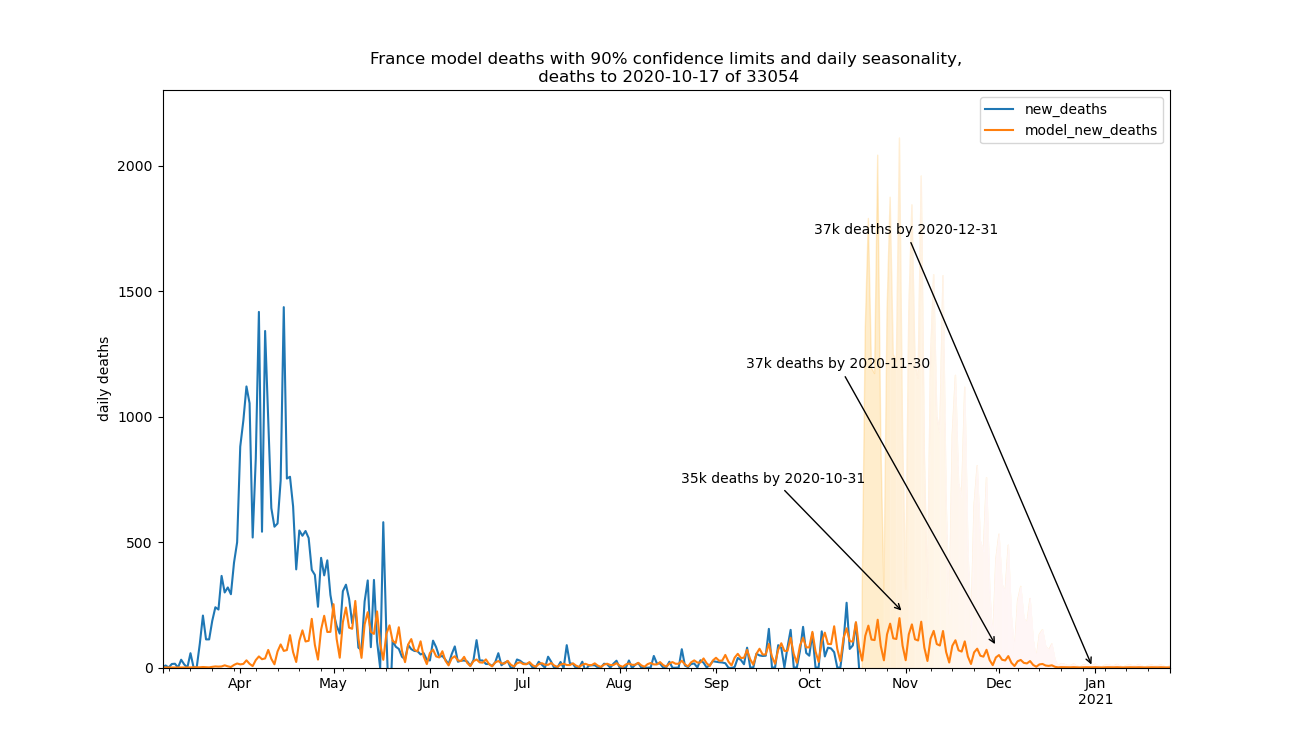 France model deaths with 90% confidence limits and daily seasonality,
deaths to 2020-10-17 of 33054
new_deaths
model_new_deaths
2000
1500
1000
500
0
daily deaths
37k deaths by 2020-12-31
37k deaths by 2020-11-30
35k deaths by 2020-10-31
Apr May Jun Jul Aug Sep Oct Nov Dec Jan
2021